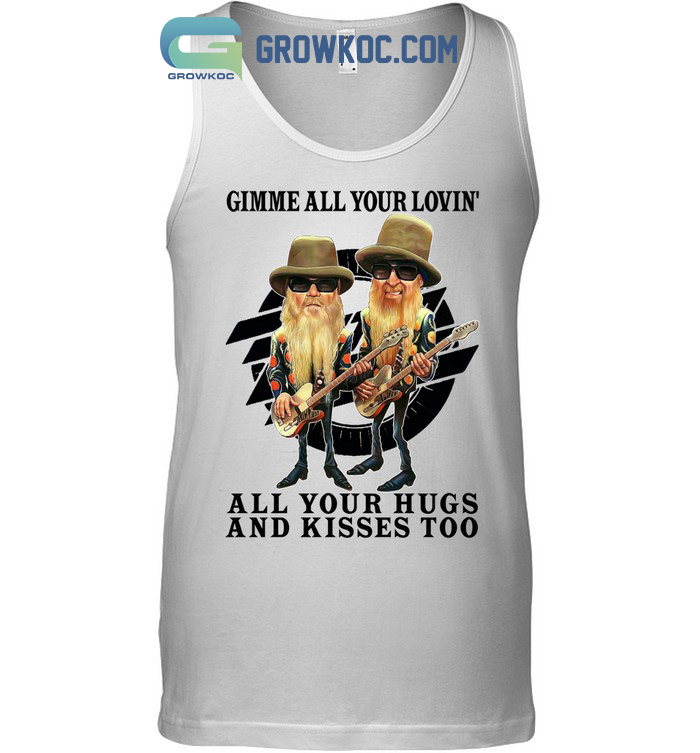 GROWKOC
GROWKOC.COM
GIMME ALL YOUR LOVIN'
ALL YOUR HUGS
AND KISSES TOO